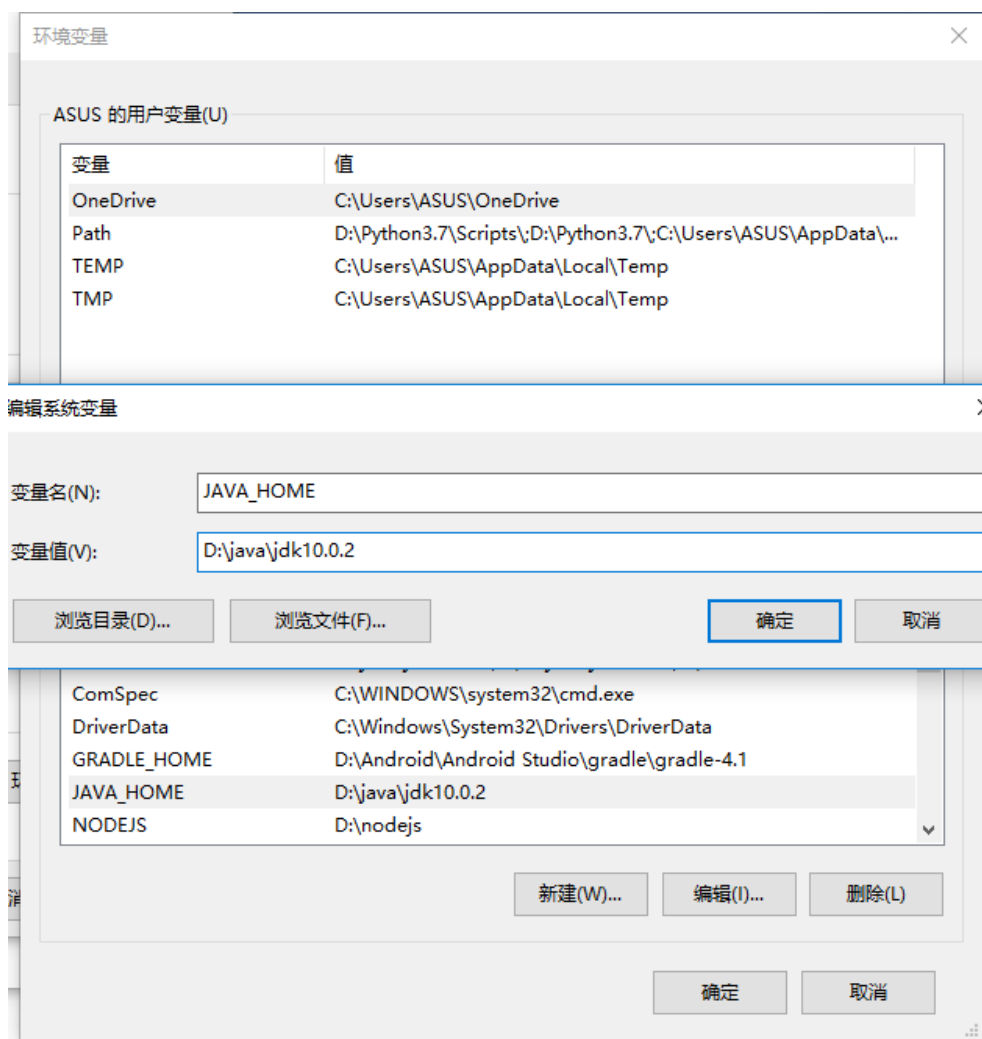 环境变量
ASUS 的用户变量(U)
变量 值
OneDrive C:\Users\ASUS\OneDrive
Path D:\Python3.7\Scripts\;D:\Python3.7\;C:\Users\ASUS\AppData\...
TEMP C:\Users\ASUS\AppData\Local\Temp
TMP C:\Users\ASUS\AppData\Local\Temp
编辑系统变量
变量名(N): JAVA_HOME
变量值(V): D:\java\jdk10.0.2
浏览目录(D)... 浏览文件(F)... 确定 取消
ComSpec C:\WINDOWS\system32\cmd.exe
DriverData C:\Windows\System32\Drivers\DriverData
GRADLE_HOME D:\Android\Android Studio\gradle\gradle-4.1
JAVA_HOME D:\java\jdk10.0.2
NODEJS D:\nodejs
新建(W)... 编辑(I)... 删除(L)
确定 取消